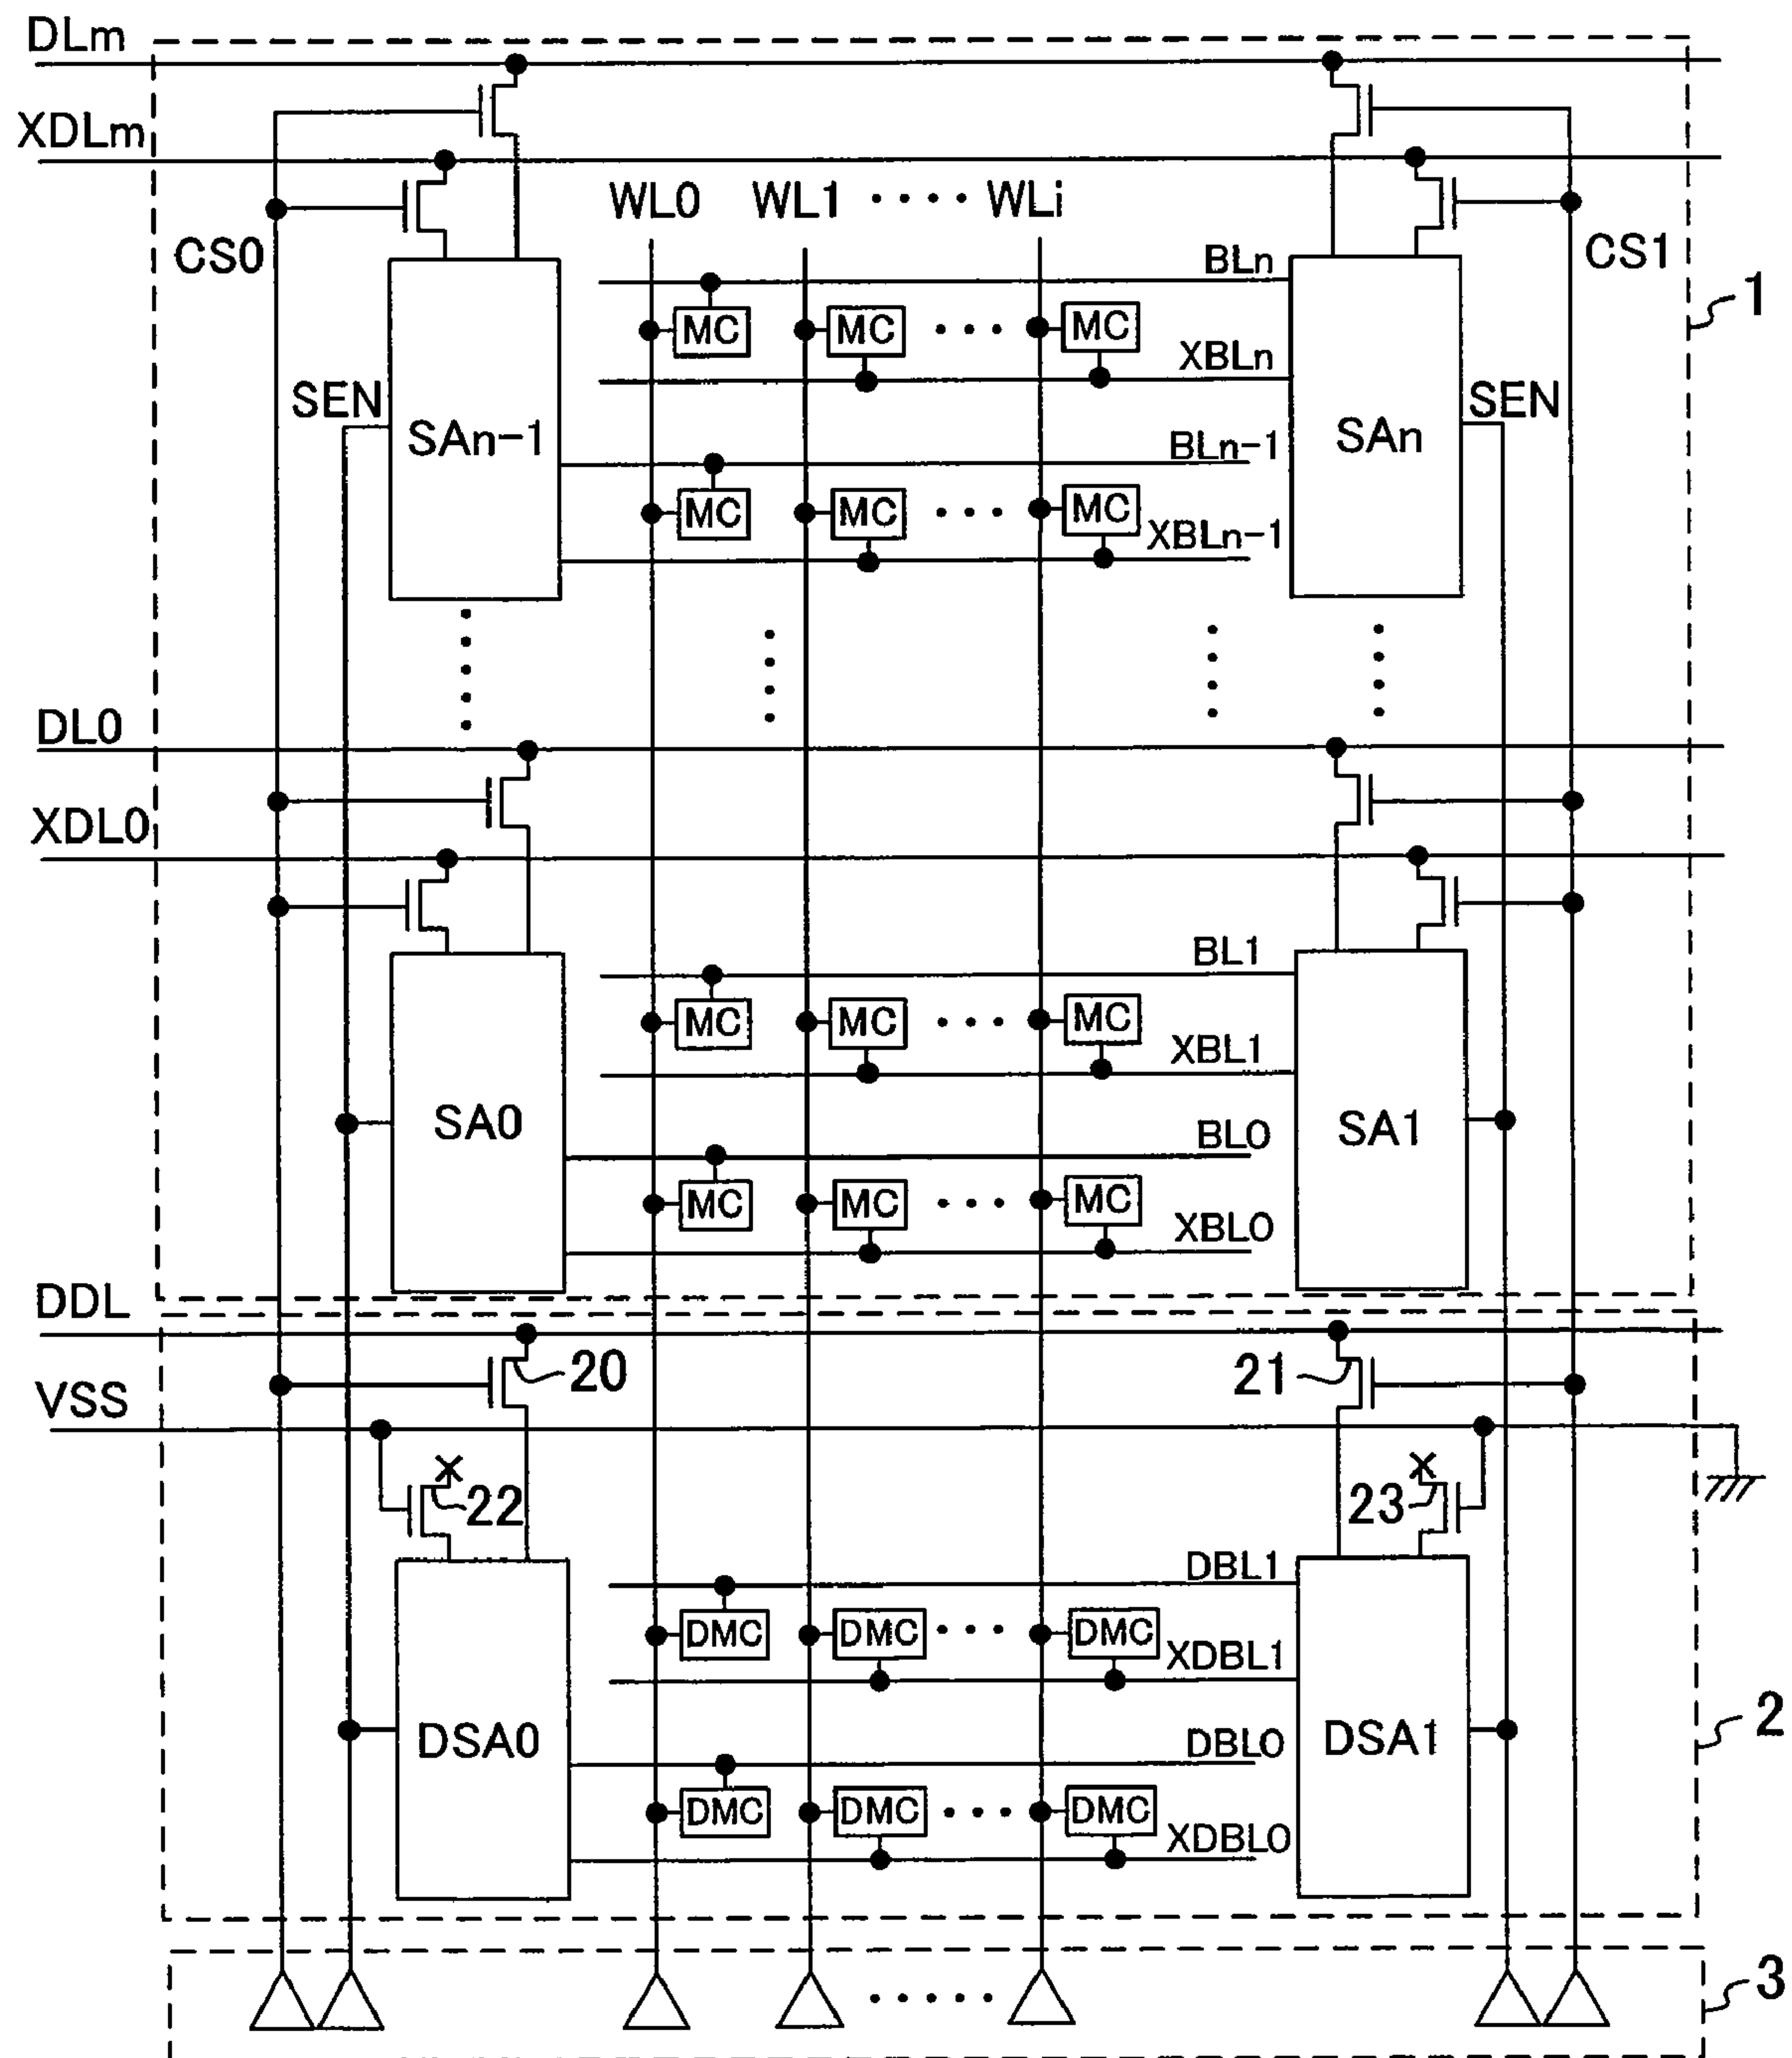 DLm
XDLm
WL0 WL1 ···· WLi
CS0 CS1
BLn
1
MC MC ··· MC
XBLn
SEN SEN
SAn-1 SAn
BLn-1
MC MC ··· MC
XBLn-1
DL0
XDL0
BL1
MC MC ··· MC
XBL1
SA0 SA1
BL0
MC MC ··· MC
XBL0
DDL
20 21
VSS
22 23
DBL1
DMC DMC ··· DMC
XDBL1
2
DSA0 DSA1
DBL0
DMC DMC ···· DMC
XDBL0
3
·····